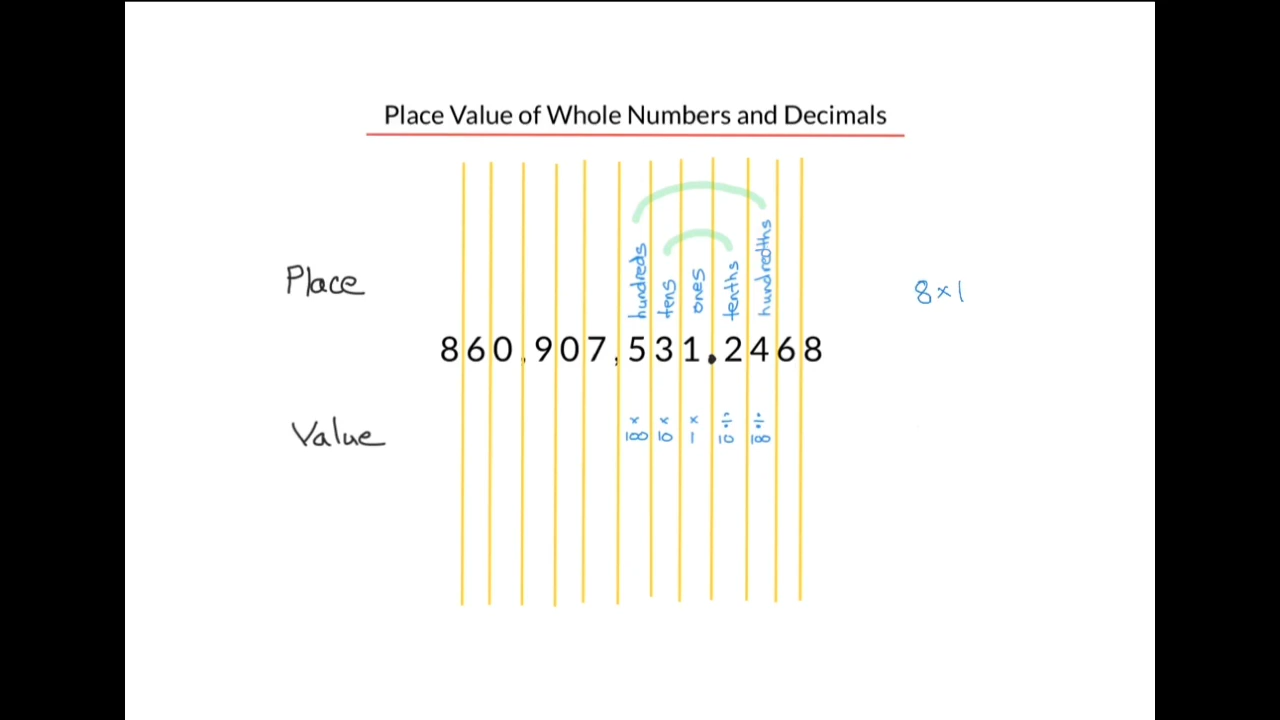 Place Value of Whole Numbers and Decimals
Place
hundreds
tens
ones
tenths
hundredths
8×1
860,907,531.2468
Value
100 ×
10 ×
1 ×
10 ÷
100 ÷